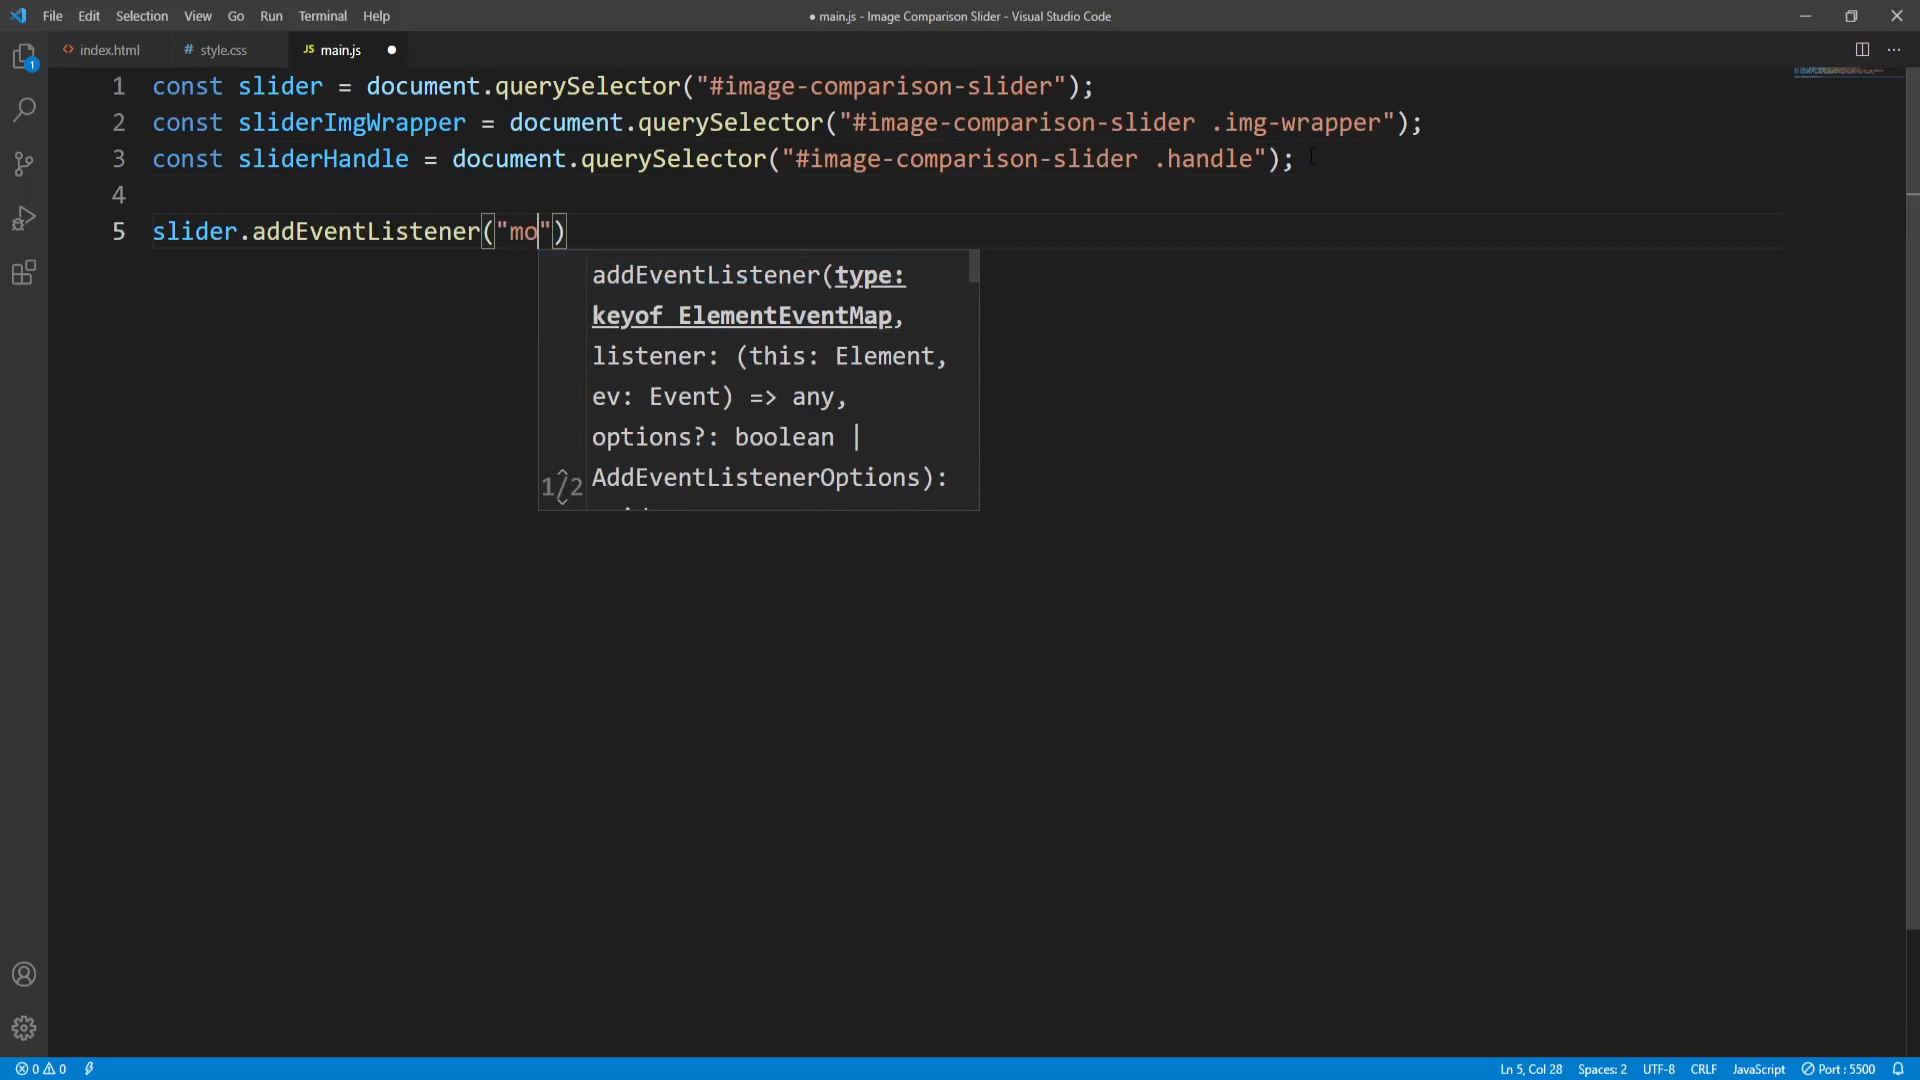 File Edit Selection View Go Run Terminal Help
● main.js - Image Comparison Slider - Visual Studio Code
index.html # style.css JS main.js ●
1 const slider = document.querySelector("#image-comparison-slider");
2 const sliderImgWrapper = document.querySelector("#image-comparison-slider .img-wrapper");
3 const sliderHandle = document.querySelector("#image-comparison-slider .handle");
4
5 slider.addEventListener("mo")
addEventListener(type:
keyof ElementEventMap,
listener: (this: Element,
ev: Event) => any,
options?: boolean |
1/2 AddEventListenerOptions):
1
0 0 Ln 5, Col 28 Spaces: 2 UTF-8 CRLF JavaScript Port : 5500